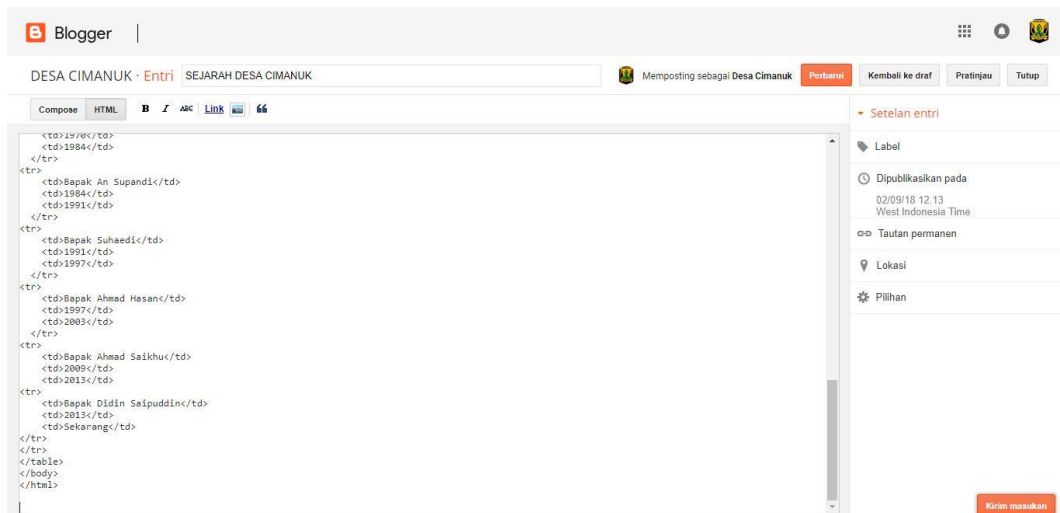 Blogger
DESA CIMANUK · Entri SEJARAH DESA CIMANUK Memposting sebagai Desa Cimanuk Perbarui Kembali ke draf Pratinjau Tutup
Compose HTML B I ABC Link
<td>1970</td>
<td>1984</td>
</tr>
<tr>
<td>Bapak An Supandi</td>
<td>1984</td>
<td>1991</td>
</tr>
<tr>
<td>Bapak Suhaedi</td>
<td>1991</td>
<td>1997</td>
</tr>
<tr>
<td>Bapak Ahmad Hasan</td>
<td>1997</td>
<td>2003</td>
</tr>
<tr>
<td>Bapak Ahmad Saikhu</td>
<td>2009</td>
<td>2013</td>
<tr>
<td>Bapak Didin Saipuddin</td>
<td>2013</td>
<td>Sekarang</td>
</tr>
</tr>
</table>
</body>
</html>
Setelan entri
Label
Dipublikasikan pada
02/09/18 12.13
West Indonesia Time
Tautan permanen
Lokasi
Pilihan
Kirim masukan